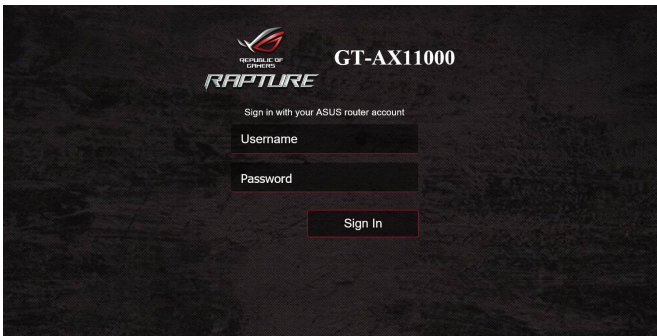 REPUBLIC OF
GAMERS
RAPTURE
GT-AX11000
Sign in with your ASUS router account
Username
Password
Sign In